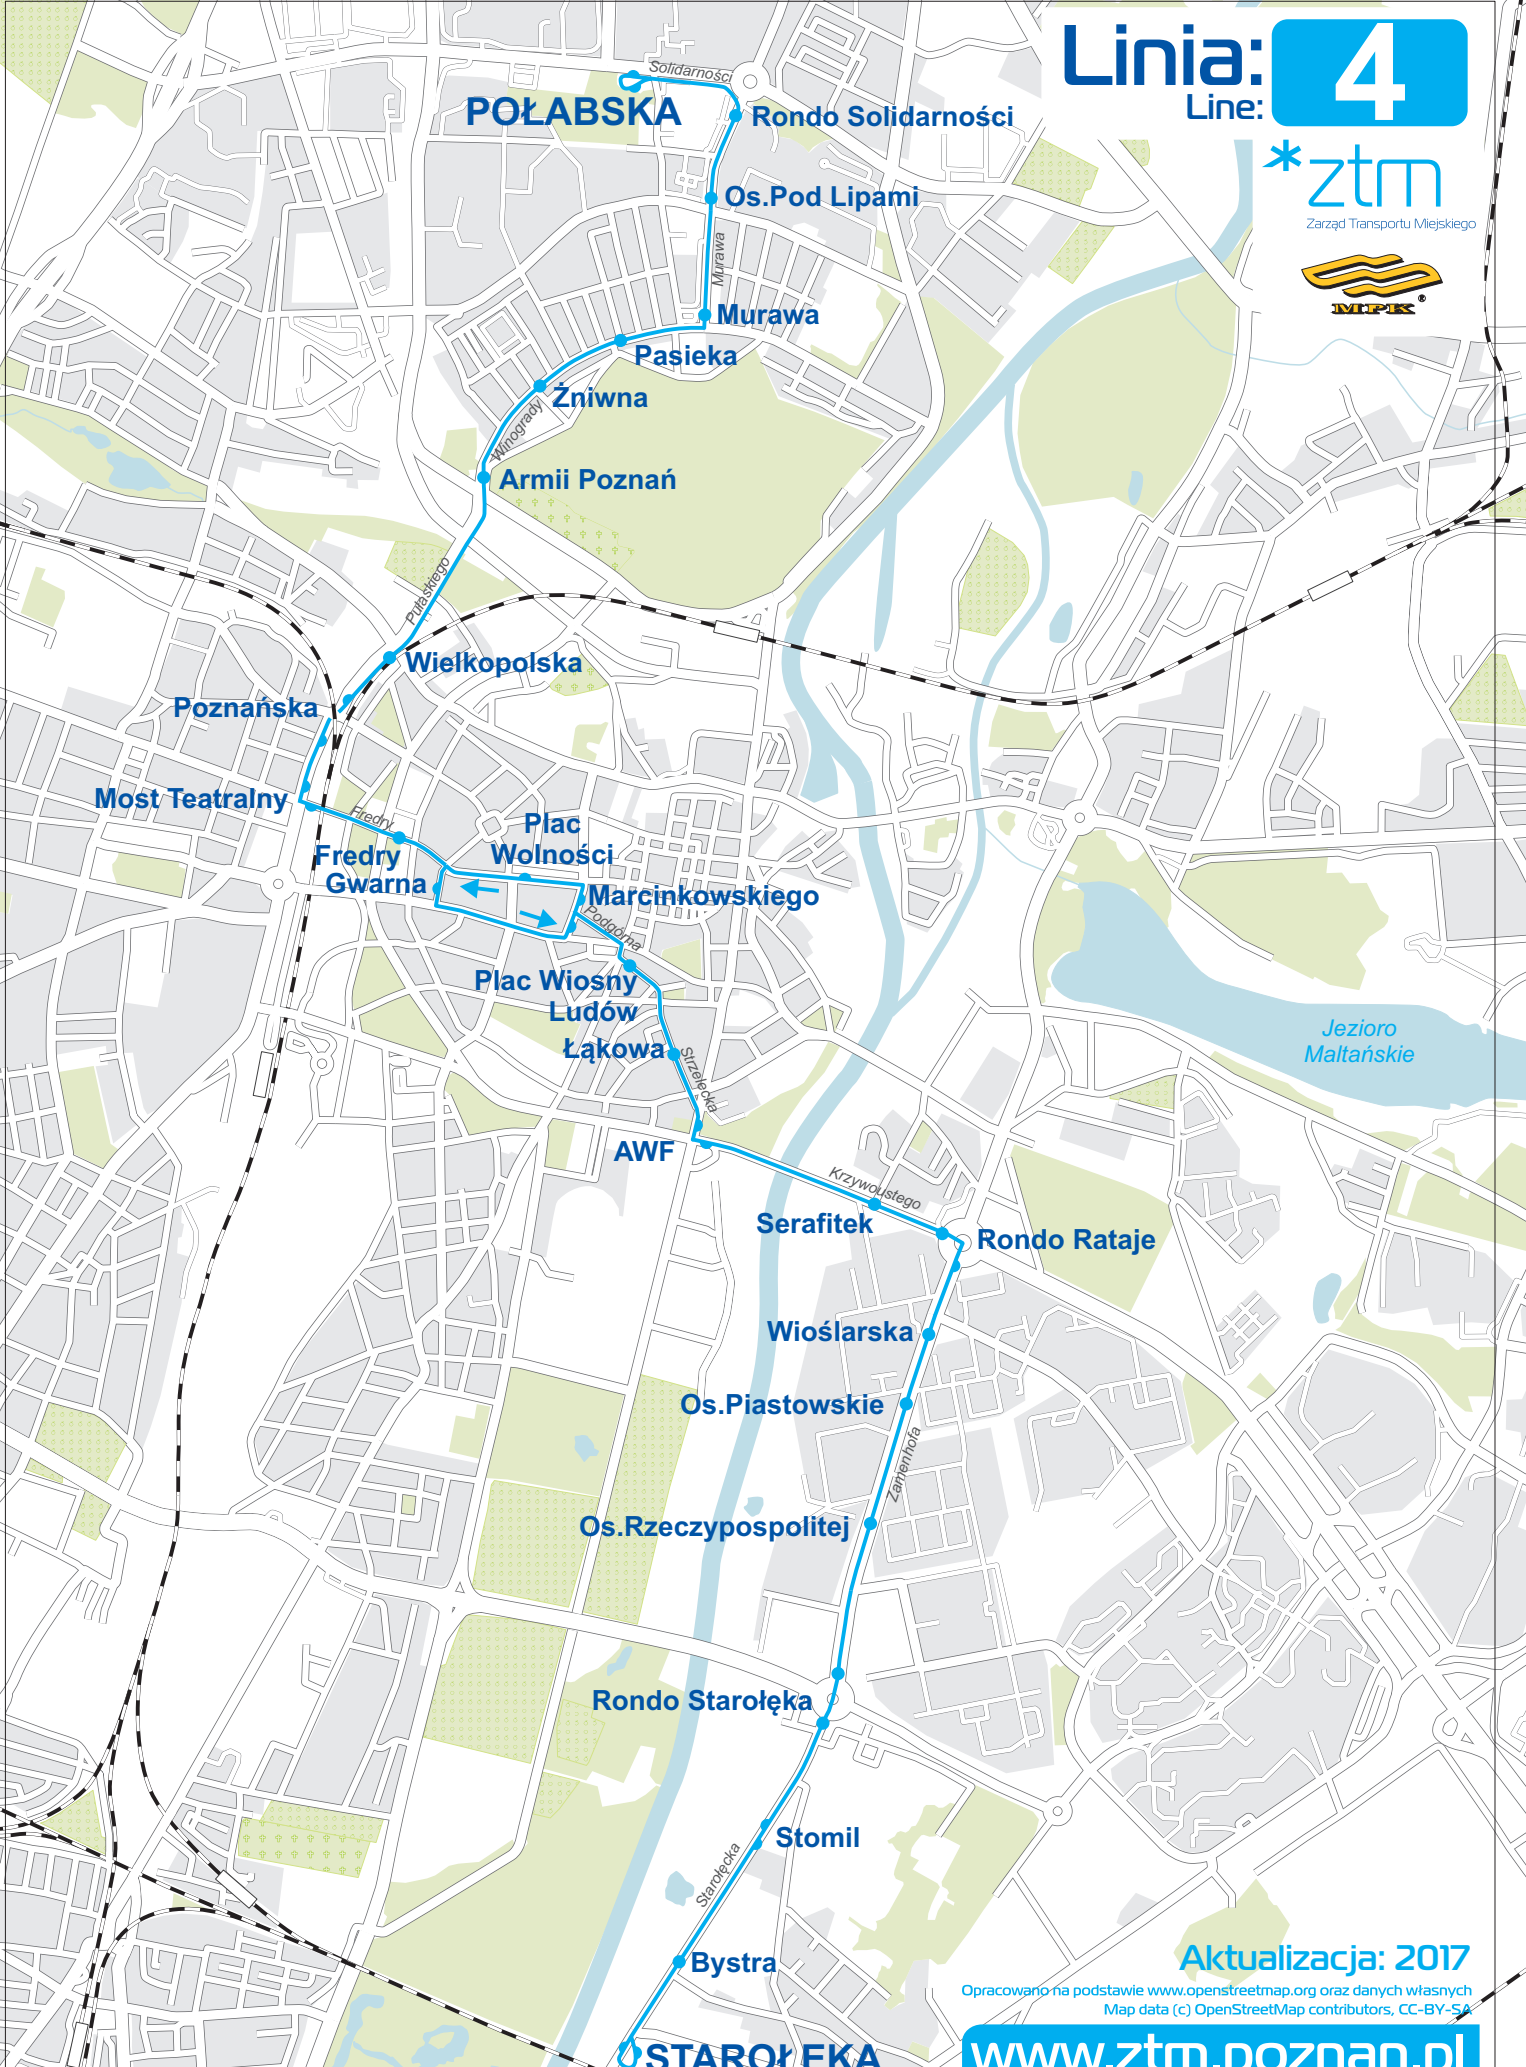 Linia: 4
Line:
*ztm
Zarząd Transportu Miejskiego
MPK®
Solidarności
POŁABSKA
Rondo Solidarności
Os.Pod Lipami
Murawa
Murawa
Pasieka
Żniwna
Winogrady
Armii Poznań
Pułaskiego
Wielkopolska
Poznańska
Most Teatralny
Fredry
Plac
Wolności
Fredry
Gwarna
Marcinkowskiego
Podgórna
Plac Wiosny
Ludów
Łąkowa
Strzelecka
Jezioro
Maltańskie
AWF
Krzywoustego
Serafitek
Rondo Rataje
Wioślarska
Os.Piastowskie
Zamenhofa
Os.Rzeczypospolitej
Rondo Starołęka
Stomil
Starołęcka
Bystra
STAROŁĘKA
Aktualizacja: 2017
Opracowano na podstawie www.openstreetmap.org oraz danych własnych
Map data (c) OpenStreetMap contributors, CC-BY-SA
www.ztm.poznan.pl